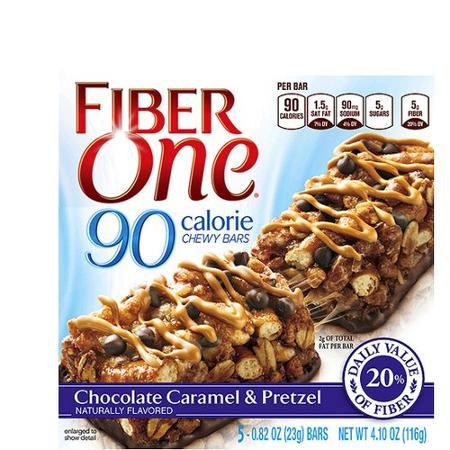 PER BAR
90
CALORIES
1.5g
SAT FAT
7% DV
90mg
SODIUM
4% DV
5g
SUGARS
5g
FIBER
20% DV
FIBER
One®
90 calorie
CHEWY BARS
2g OF TOTAL
FAT PER BAR
DAILY VALUE
20%
OF FIBER
Chocolate Caramel & Pretzel
NATURALLY FLAVORED
enlarged to
show detail
5 - 0.82 OZ (23g) BARS NET WT 4.10 OZ (116g)